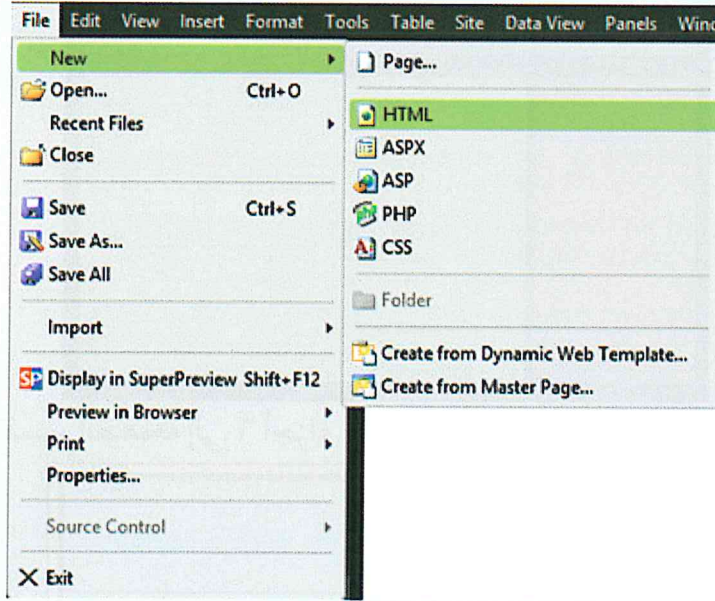 File Edit View Insert Format Tools Table Site Data View Panels
New
Open... Ctrl+O
Recent Files
Close
Save Ctrl+S
Save As...
Save All
Import
Display in SuperPreview Shift+F12
Preview in Browser
Print
Properties...
Source Control
Exit
Page...
HTML
ASPX
ASP
PHP
CSS
Folder
Create from Dynamic Web Template...
Create from Master Page...